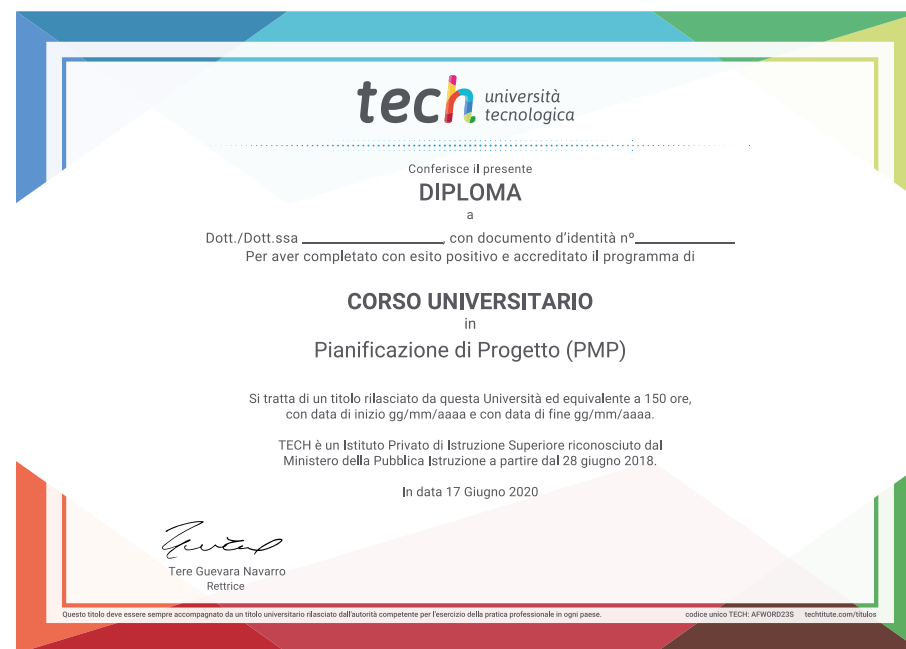 tech università
tecnologica
Conferisce il presente
DIPLOMA
a
Dott./Dott.ssa ____________________, con documento d'identità nº______________
Per aver completato con esito positivo e accreditato il programma di
CORSO UNIVERSITARIO
in
Pianificazione di Progetto (PMP)
Si tratta di un titolo rilasciato da questa Università ed equivalente a 150 ore,
con data di inizio gg/mm/aaaa e con data di fine gg/mm/aaaa.
TECH è un Istituto Privato di Istruzione Superiore riconosciuto dal
Ministero della Pubblica Istruzione a partire dal 28 giugno 2018.
In data 17 Giugno 2020
Tere Guevara Navarro
Rettrice
Questo titolo deve essere sempre accompagnato da un titolo universitario rilasciato dall'autorità competente per l'esercizio della pratica professionale in ogni paese. codice unico TECH: AFWORD23S techtitute.com/titulos